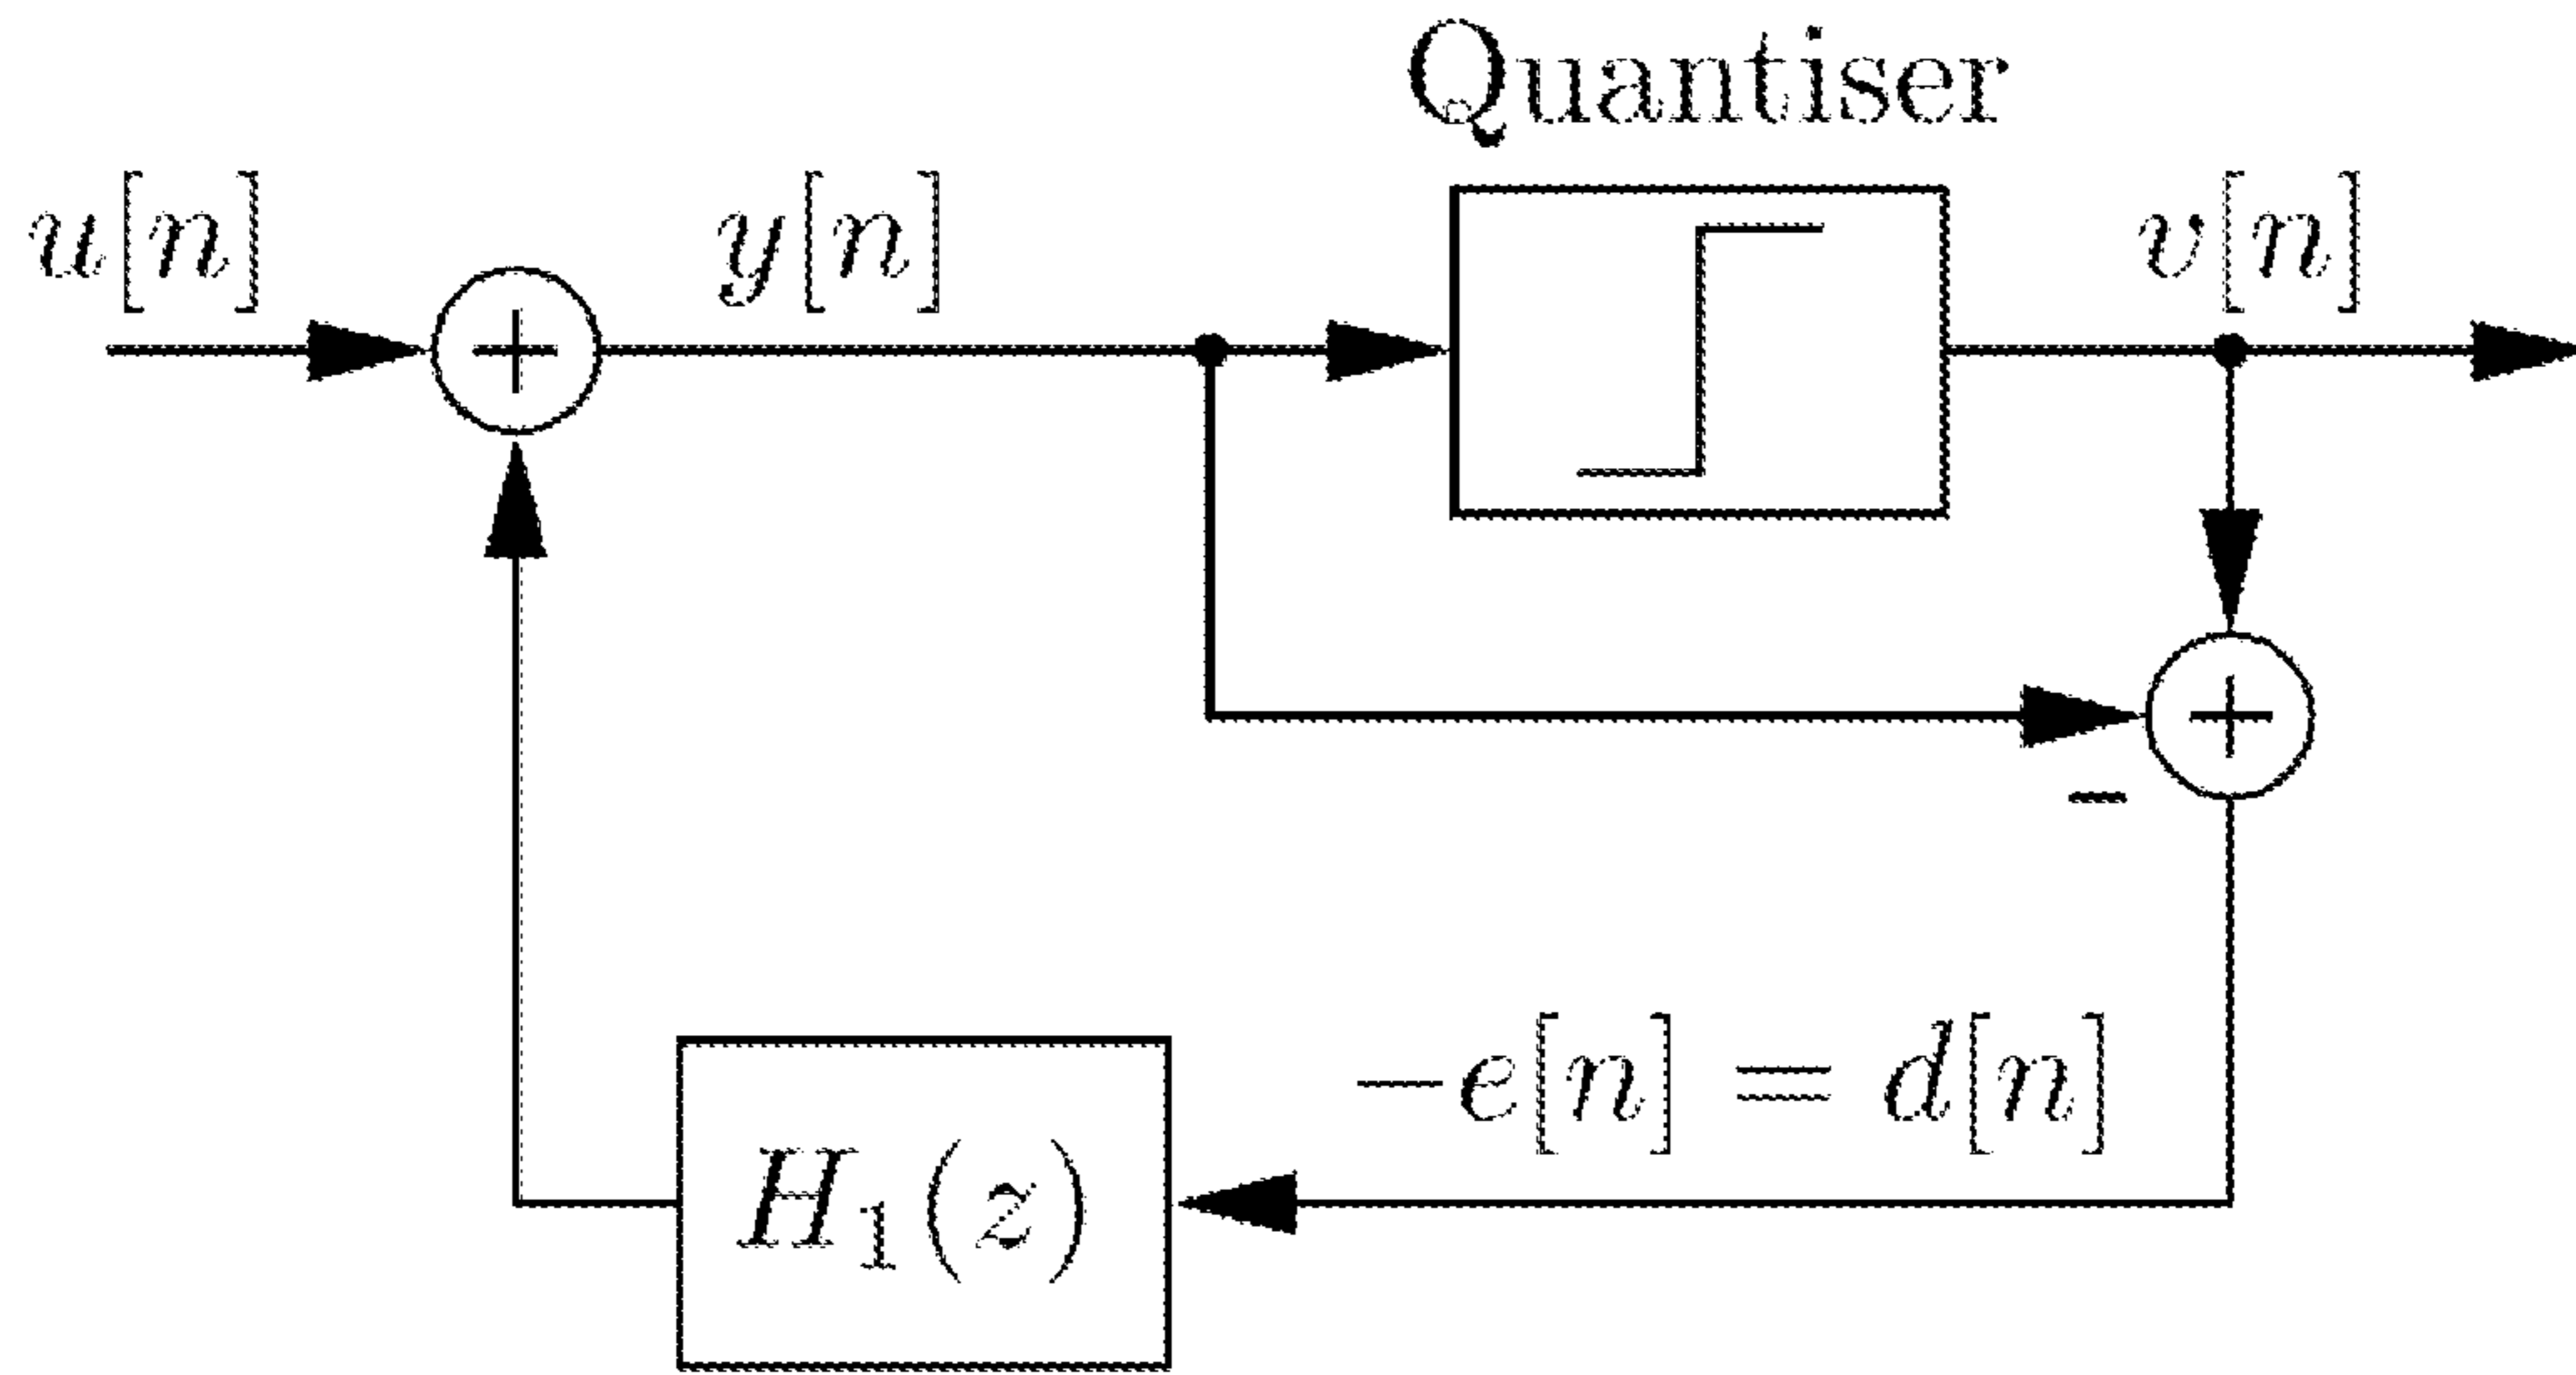 Quantiser
u[n]
y[n]
v[n]
−
−e[n] = d[n]
H₁(z)